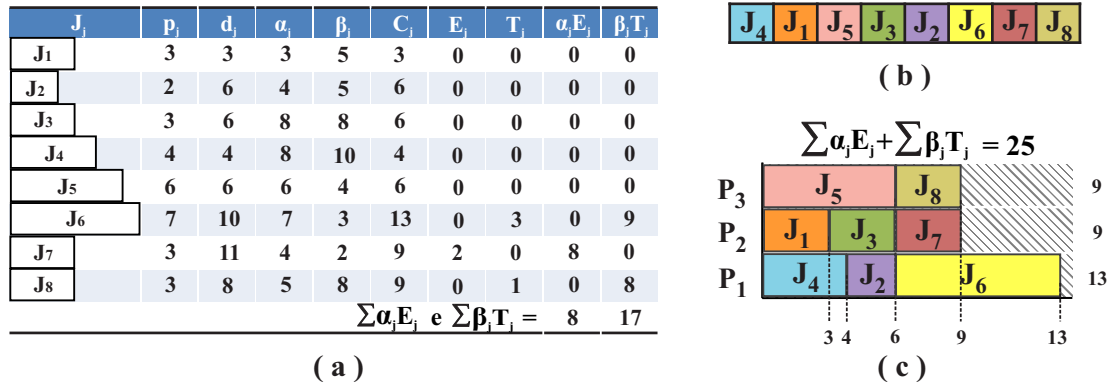 Jj pj dj αj βj Cj Ej Tj αjEj βjTj
J1 3 3 3 5 3 0 0 0 0
J2 2 6 4 5 6 0 0 0 0
J3 3 6 8 8 6 0 0 0 0
J4 4 4 8 10 4 0 0 0 0
J5 6 6 6 4 6 0 0 0 0
J6 7 10 7 3 13 0 3 0 9
J7 3 11 4 2 9 2 0 8 0
J8 3 8 5 8 9 0 1 0 8
∑αjEj e ∑βjTj = 8 17
( a )
J4 J1 J5 J3 J2 J6 J7 J8
( b )
∑αjEj+ ∑βjTj = 25
P3 J5 J8 9
P2 J1 J3 J7 9
P1 J4 J2 J6 13
3 4 6 9 13
( c )